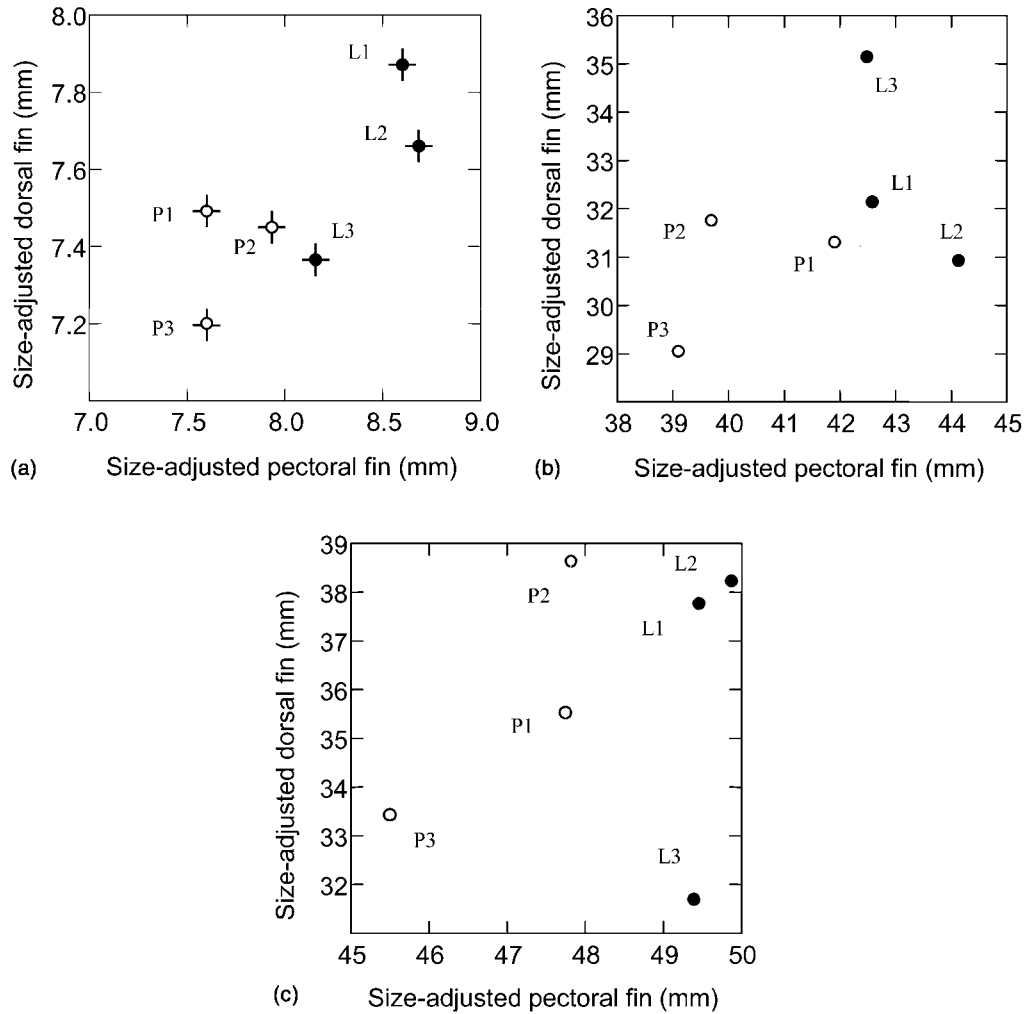 Size-adjusted dorsal fin (mm)
8.0
7.8
7.6
7.4
7.2
L1
L2
P1
P2
L3
P3
7.0 7.5 8.0 8.5 9.0
(a) Size-adjusted pectoral fin (mm)
Size-adjusted dorsal fin (mm)
36
35
34
33
32
31
30
29
L3
L1
P2
L2
P1
P3
38 39 40 41 42 43 44 45
(b) Size-adjusted pectoral fin (mm)
Size-adjusted dorsal fin (mm)
39
38
37
36
35
34
33
32
L2
P2
L1
P1
P3
L3
45 46 47 48 49 50
(c) Size-adjusted pectoral fin (mm)